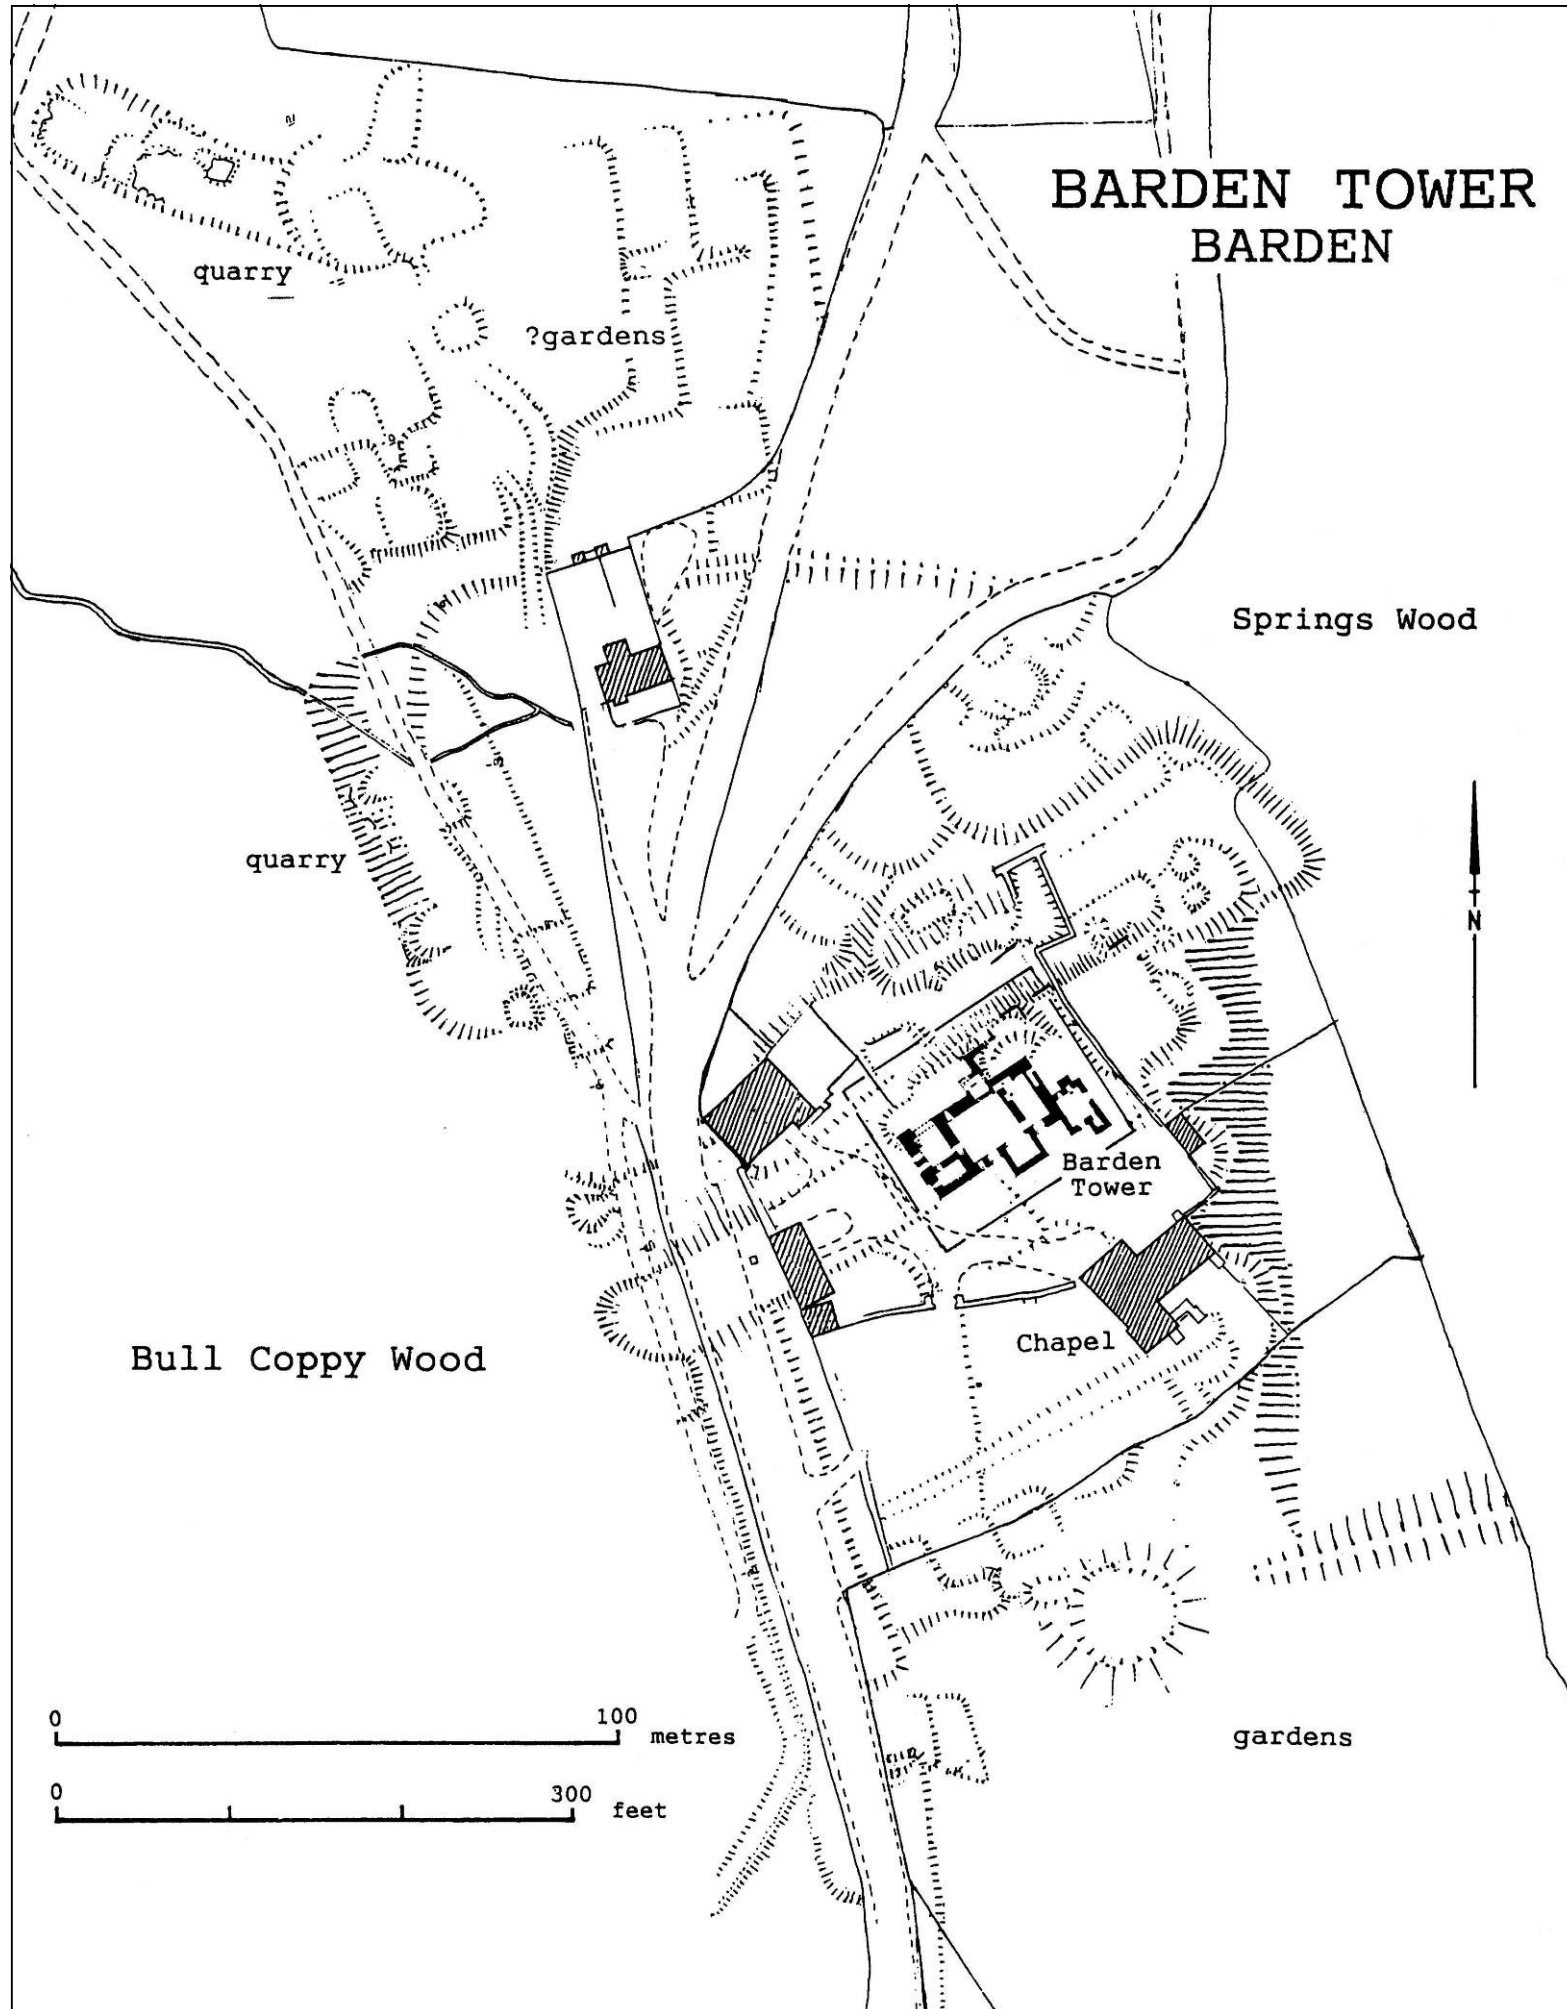 BARDEN TOWER
BARDEN
quarry
?gardens
Springs Wood
quarry
N
Barden
Tower
Chapel
Bull Coppy Wood
0 100 metres
gardens
0 300 feet